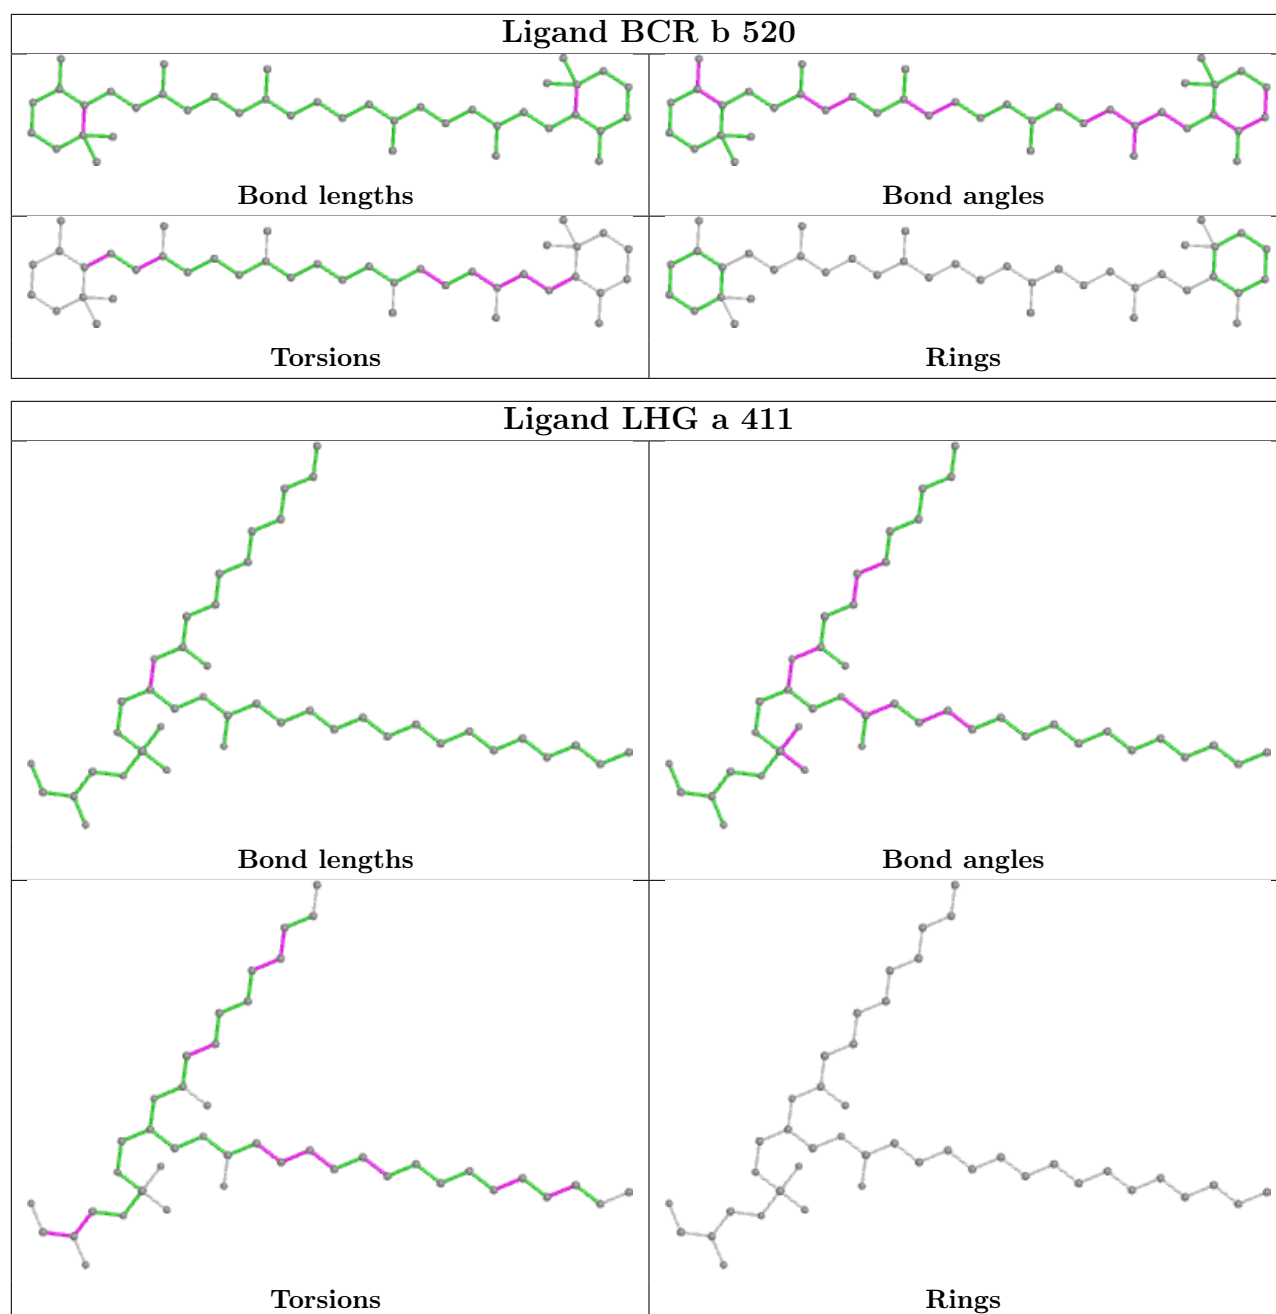 Ligand BCR b 520
Bond lengths
Bond angles
Torsions
Rings
Ligand LHG a 411
Bond lengths
Bond angles
Torsions
Rings